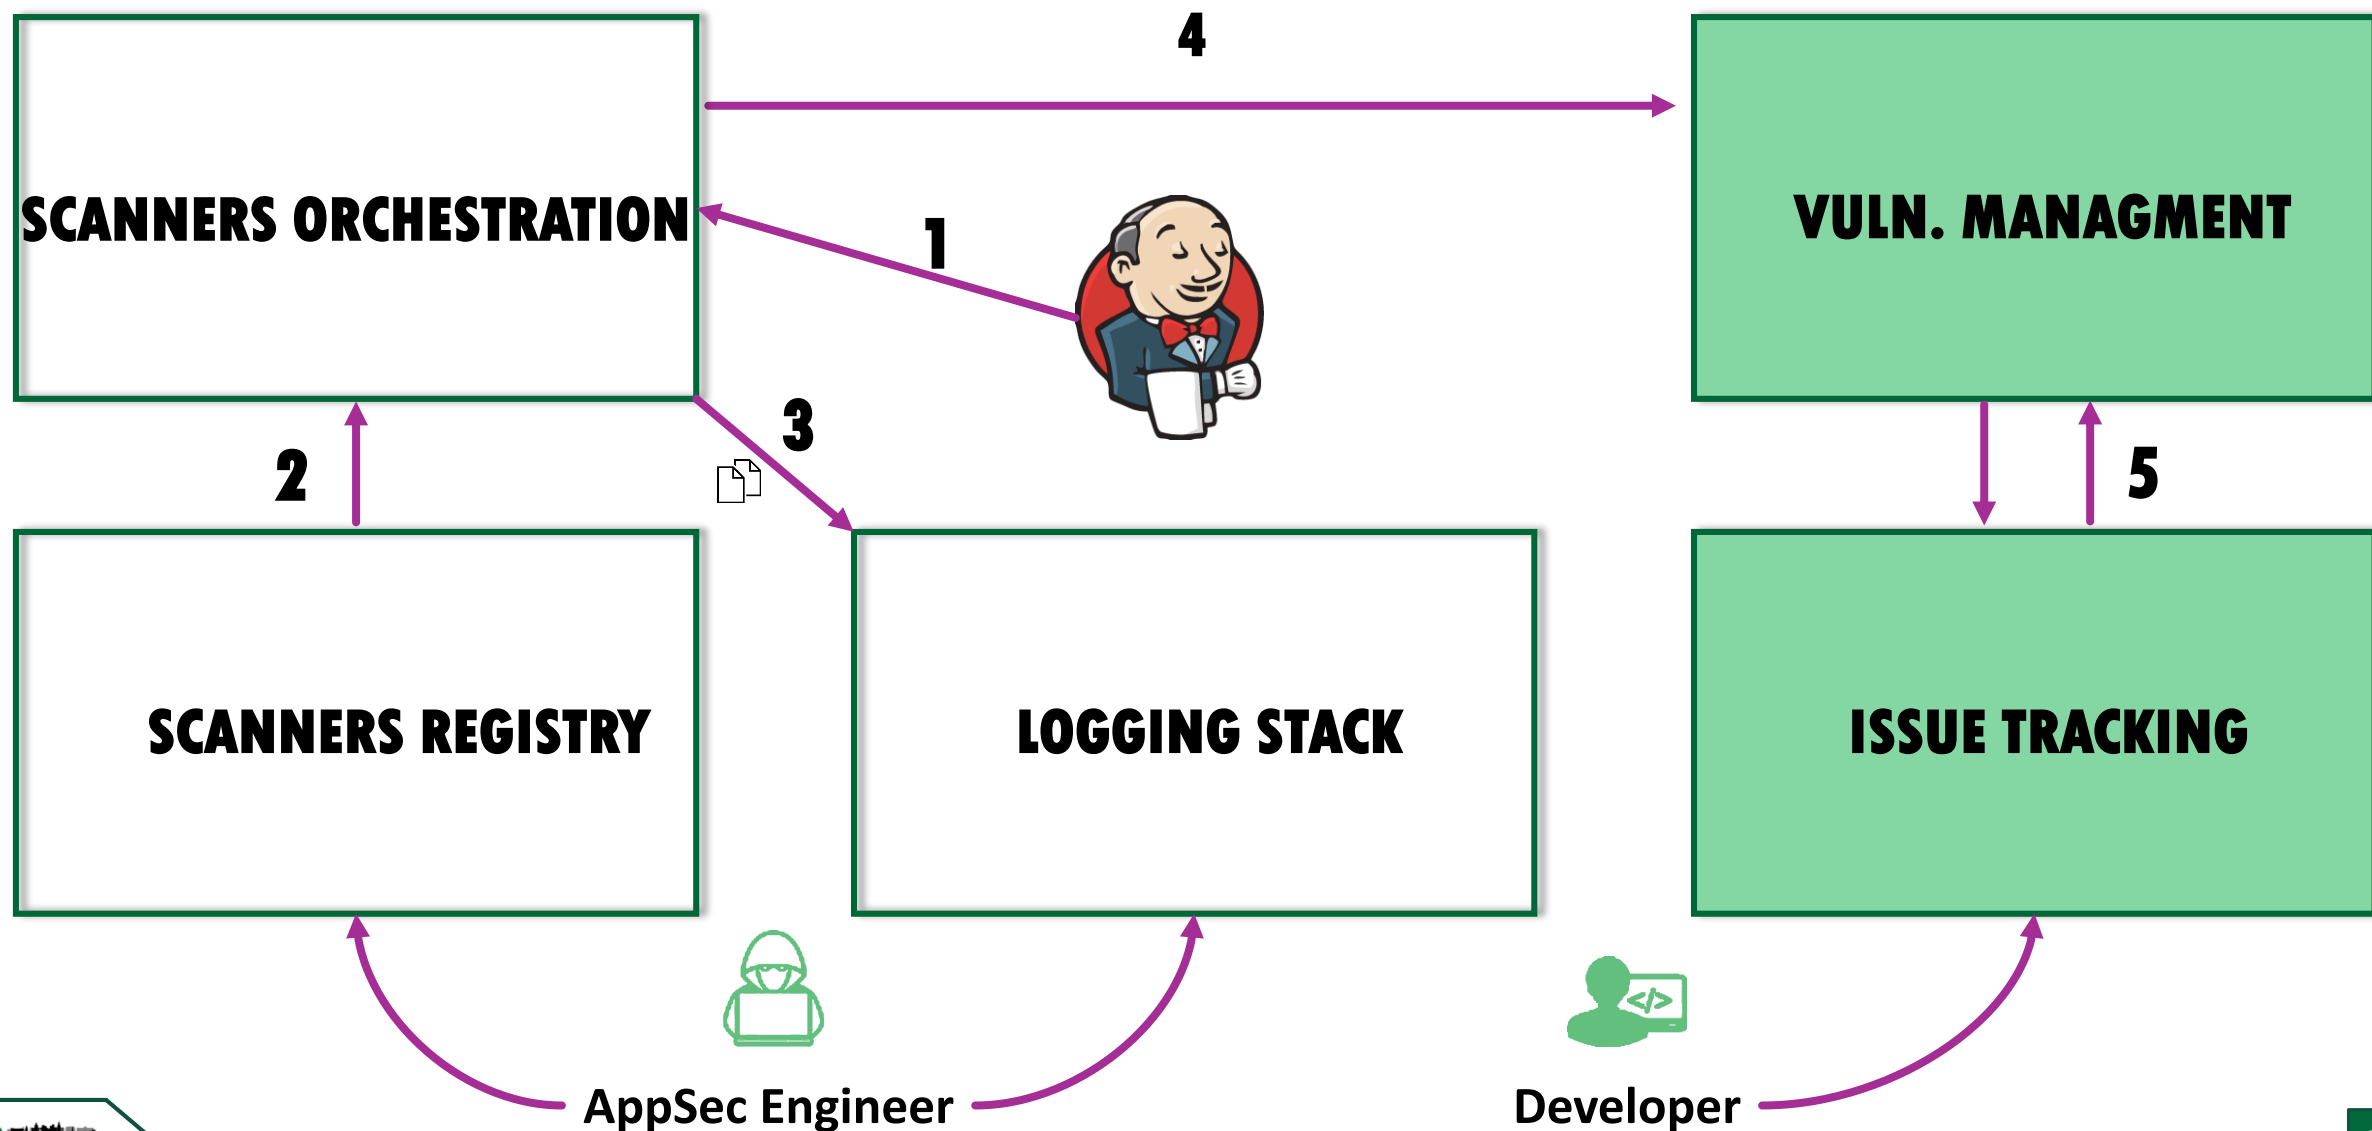 4
SCANNERS ORCHESTRATION
VULN. MANAGMENT
1
3
2
5
SCANNERS REGISTRY
LOGGING STACK
ISSUE TRACKING
</>
AppSec Engineer
Developer